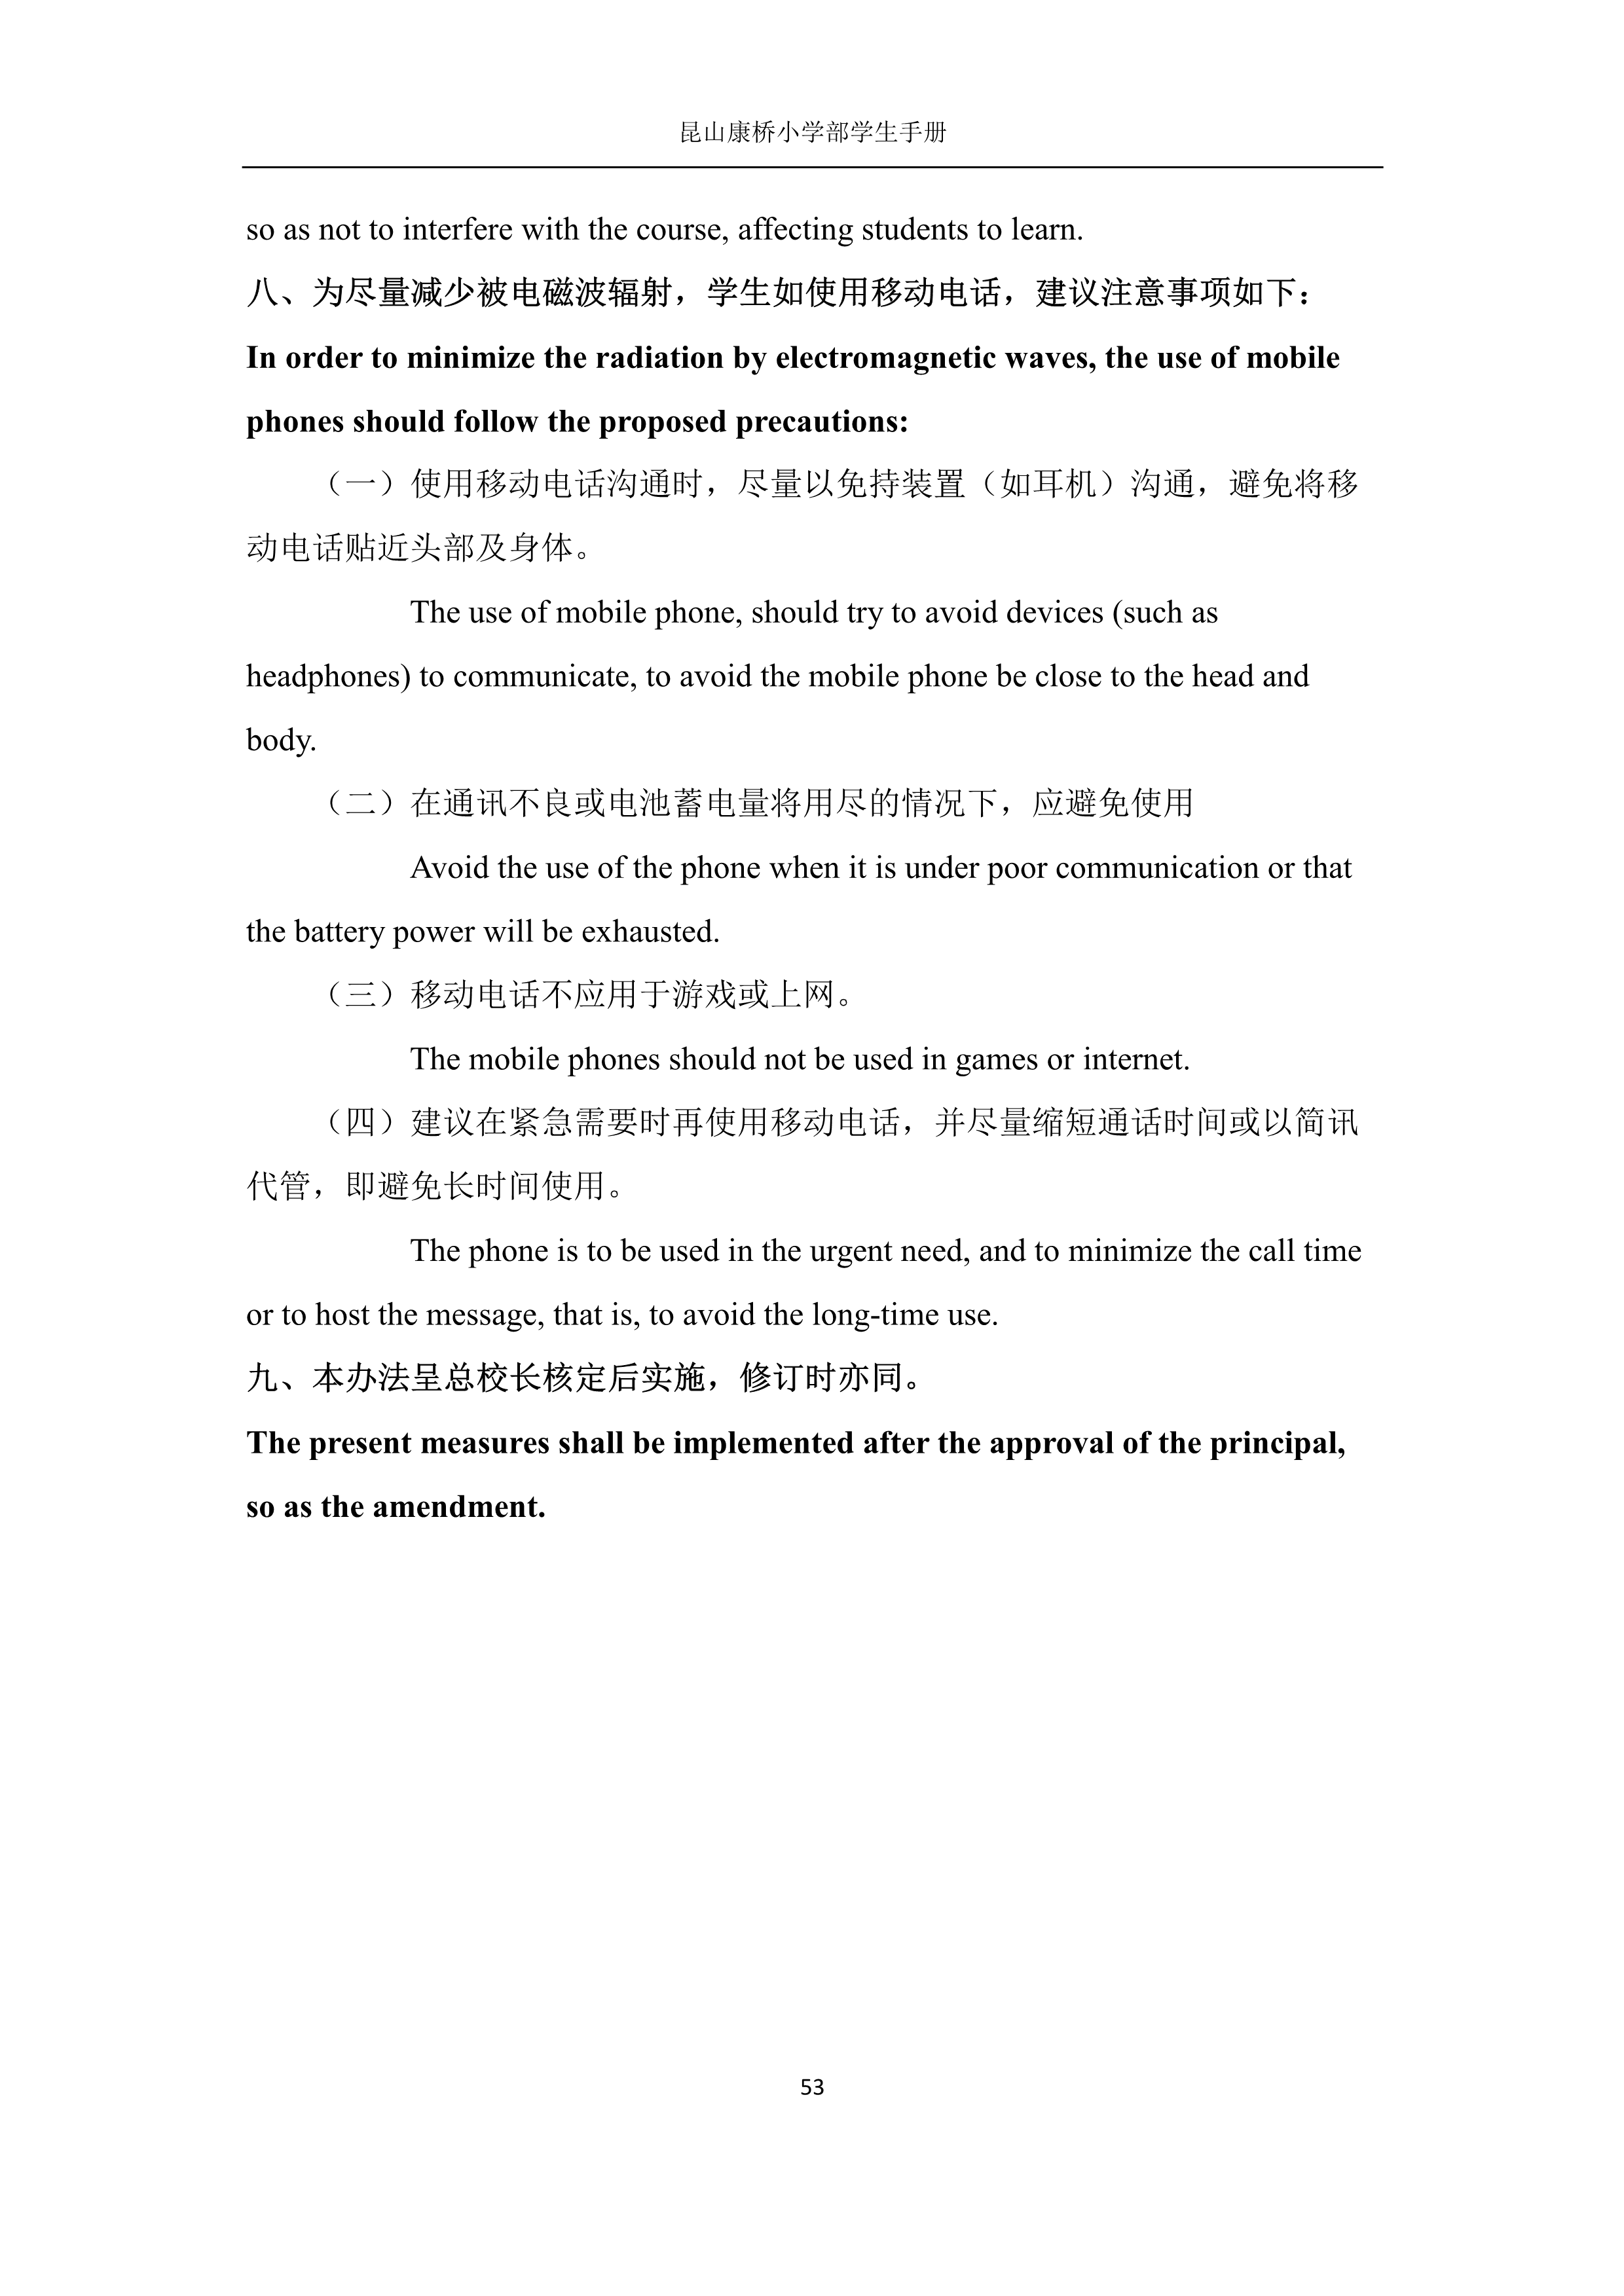 昆山康桥小学部学生手册
so as not to interfere with the course, affecting students to learn.
八、为尽量减少被电磁波辐射，学生如使用移动电话，建议注意事项如下：
In order to minimize the radiation by electromagnetic waves, the use of mobile
phones should follow the proposed precautions:
（一）使用移动电话沟通时，尽量以免持装置（如耳机）沟通，避免将移
动电话贴近头部及身体。
The use of mobile phone, should try to avoid devices (such as
headphones) to communicate, to avoid the mobile phone be close to the head and
body.
（二）在通讯不良或电池蓄电量将用尽的情况下，应避免使用
Avoid the use of the phone when it is under poor communication or that
the battery power will be exhausted.
（三）移动电话不应用于游戏或上网。
The mobile phones should not be used in games or internet.
（四）建议在紧急需要时再使用移动电话，并尽量缩短通话时间或以简讯
代管，即避免长时间使用。
The phone is to be used in the urgent need, and to minimize the call time
or to host the message, that is, to avoid the long-time use.
九、本办法呈总校长核定后实施，修订时亦同。
The present measures shall be implemented after the approval of the principal,
so as the amendment.
53